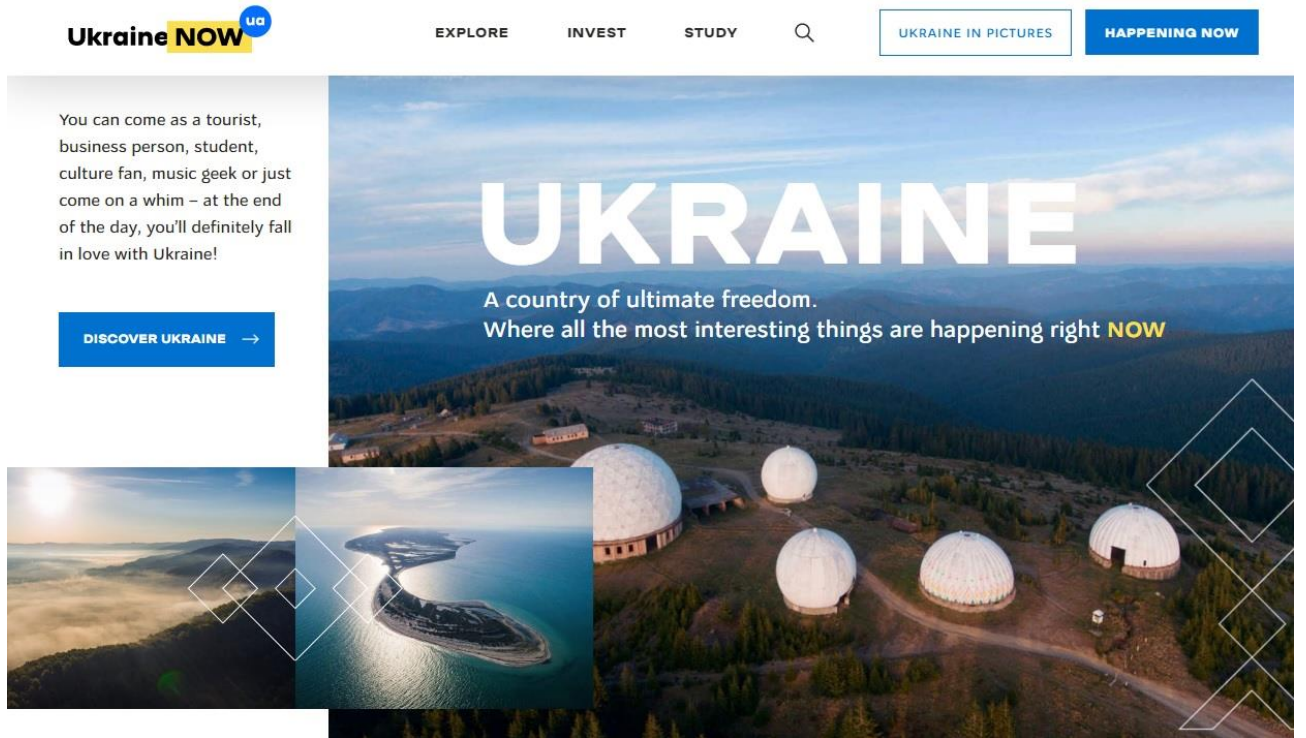 Ukraine NOW ua
EXPLORE
INVEST
STUDY
UKRAINE IN PICTURES
HAPPENING NOW
You can come as a tourist,
business person, student,
culture fan, music geek or just
come on a whim – at the end
of the day, you'll definitely fall
in love with Ukraine!
DISCOVER UKRAINE →
UKRAINE
A country of ultimate freedom.
Where all the most interesting things are happening right NOW